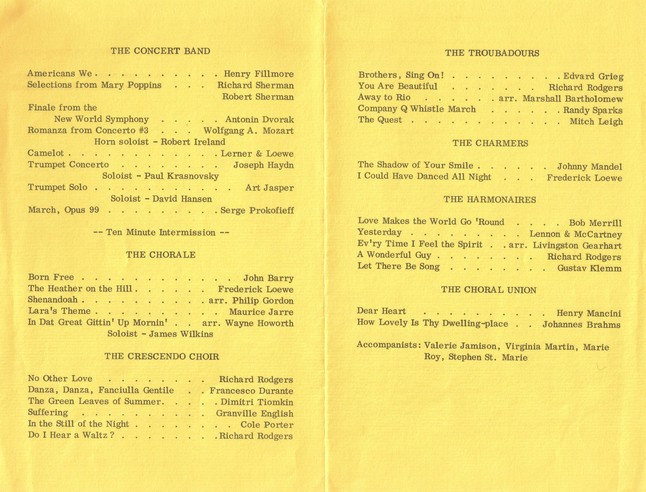 THE CONCERT BAND
Americans We . . . . . . . . . . Henry Fillmore
Selections from Mary Poppins . . . Richard Sherman
Robert Sherman
Finale from the
New World Symphony . . . . . Antonin Dvorak
Romanza from Concerto #3 . . . Wolfgang A. Mozart
Horn soloist - Robert Ireland
Camelot . . . . . . . . . . . . Lerner & Loewe
Trumpet Concerto . . . . . . . . Joseph Haydn
Soloist - Paul Krasnovsky
Trumpet Solo . . . . . . . . . . Art Jasper
Soloist - David Hansen
March, Opus 99 . . . . . . . . Serge Prokofieff
-- Ten Minute Intermission --
THE CHORALE
Born Free . . . . . . . . . . . John Barry
The Heather on the Hill . . . . . Frederick Loewe
Shenandoah . . . . . . . . . . arr. Philip Gordon
Lara's Theme . . . . . . . . . Maurice Jarre
In Dat Great Gittin' Up Mornin' . . arr. Wayne Howorth
Soloist - James Wilkins
THE CRESCENDO CHOIR
No Other Love . . . . . . . Richard Rodgers
Danza, Danza, Fanciulla Gentile . . Francesco Durante
The Green Leaves of Summer. . . . . Dimitri Tiomkin
Suffering . . . . . . . . . Granville English
In the Still of the Night . . . . . . . Cole Porter
Do I Hear a Waltz ? . . . . . . . . Richard Rodgers
THE TROUBADOURS
Brothers, Sing On! . . . . . . . . Edvard Grieg
You Are Beautiful . . . . . . . Richard Rodgers
Away to Rio . . . . . . arr. Marshall Bartholomew
Company Q Whistle March . . . . . Randy Sparks
The Quest . . . . . . . . . . . Mitch Leigh
THE CHARMERS
The Shadow of Your Smile . . . . . Johnny Mandel
I Could Have Danced All Night . . . Frederick Loewe
THE HARMONAIRES
Love Makes the World Go 'Round . . . . Bob Merrill
Yesterday . . . . . . . . . Lennon & McCartney
Ev'ry Time I Feel the Spirit . . arr. Livingston Gearhart
A Wonderful Guy . . . . . . . . Richard Rodgers
Let There Be Song . . . . . . . Gustav Klemm
THE CHORAL UNION
Dear Heart . . . . . . . . . Henry Mancini
How Lovely Is Thy Dwelling-place . . Johannes Brahms
Accompanists: Valerie Jamison, Virginia Martin, Marie
Roy, Stephen St. Marie